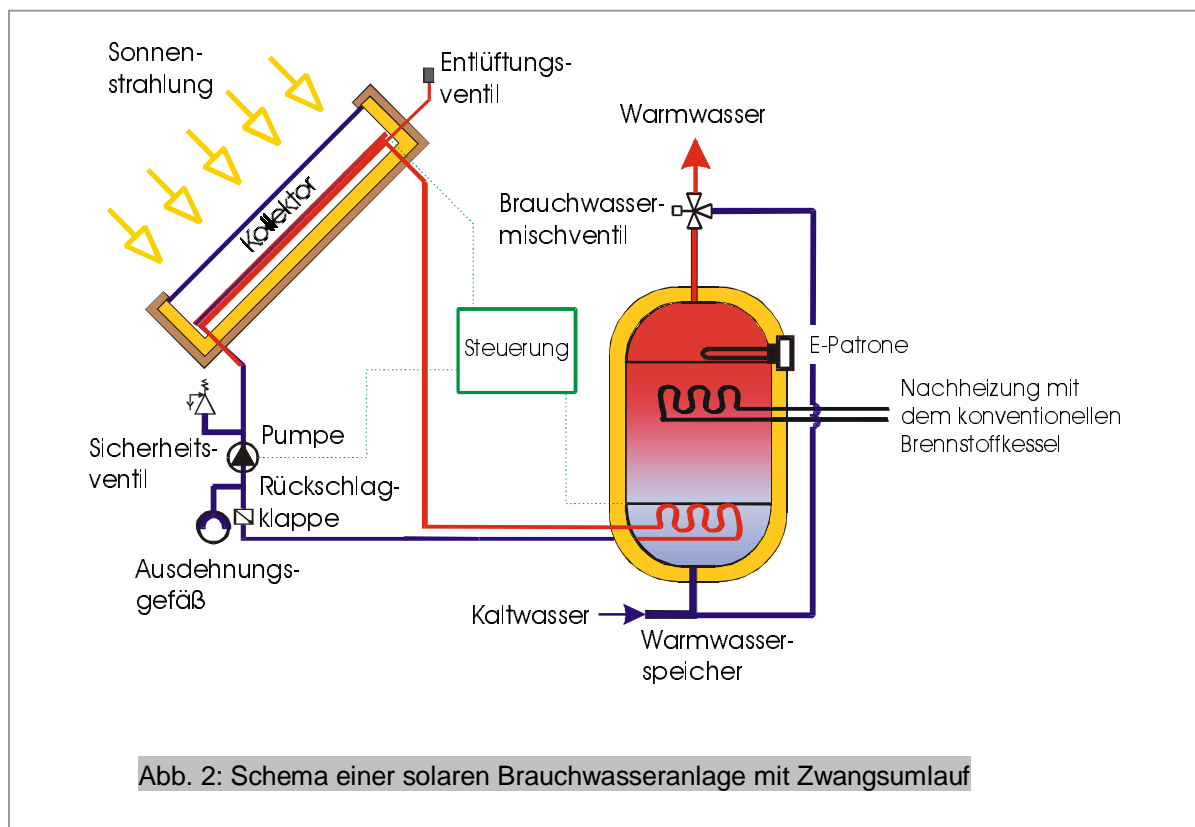 Sonnen-
strahlung
Entlüftungs-
ventil
Warmwasser
Kollektor
Brauchwasser-
mischventil
Steuerung
E-Patrone
Nachheizung mit
dem konventionellen
Brennstoffkessel
Sicherheits-
ventil
Pumpe
Rückschlag-
klappe
Ausdehnungs-
gefäß
Kaltwasser
Warmwasser-
speicher
Abb. 2: Schema einer solaren Brauchwasseranlage mit Zwangsumlauf